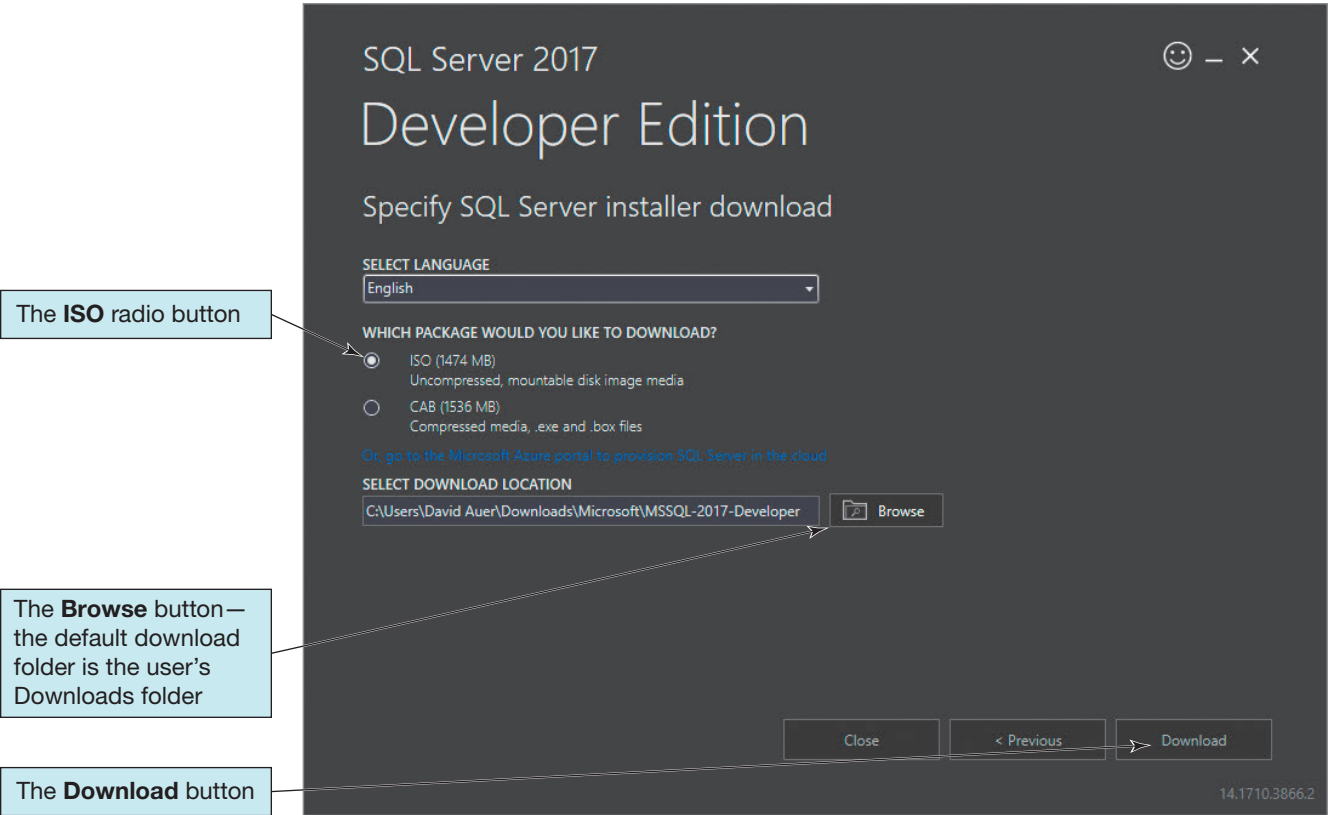 SQL Server 2017
Developer Edition
Specify SQL Server installer download
SELECT LANGUAGE
English
The ISO radio button
WHICH PACKAGE WOULD YOU LIKE TO DOWNLOAD?
ISO (1474 MB)
Uncompressed, mountable disk image media
CAB (1536 MB)
Compressed media, .exe and .box files
Or, go to the Microsoft Azure portal to provision SQL Server in the cloud
SELECT DOWNLOAD LOCATION
C:\Users\David Auer\Downloads\Microsoft\MSSQL-2017-Developer
Browse
The Browse button—
the default download
folder is the user's
Downloads folder
Close
< Previous
Download
The Download button
14.1710.3866.2